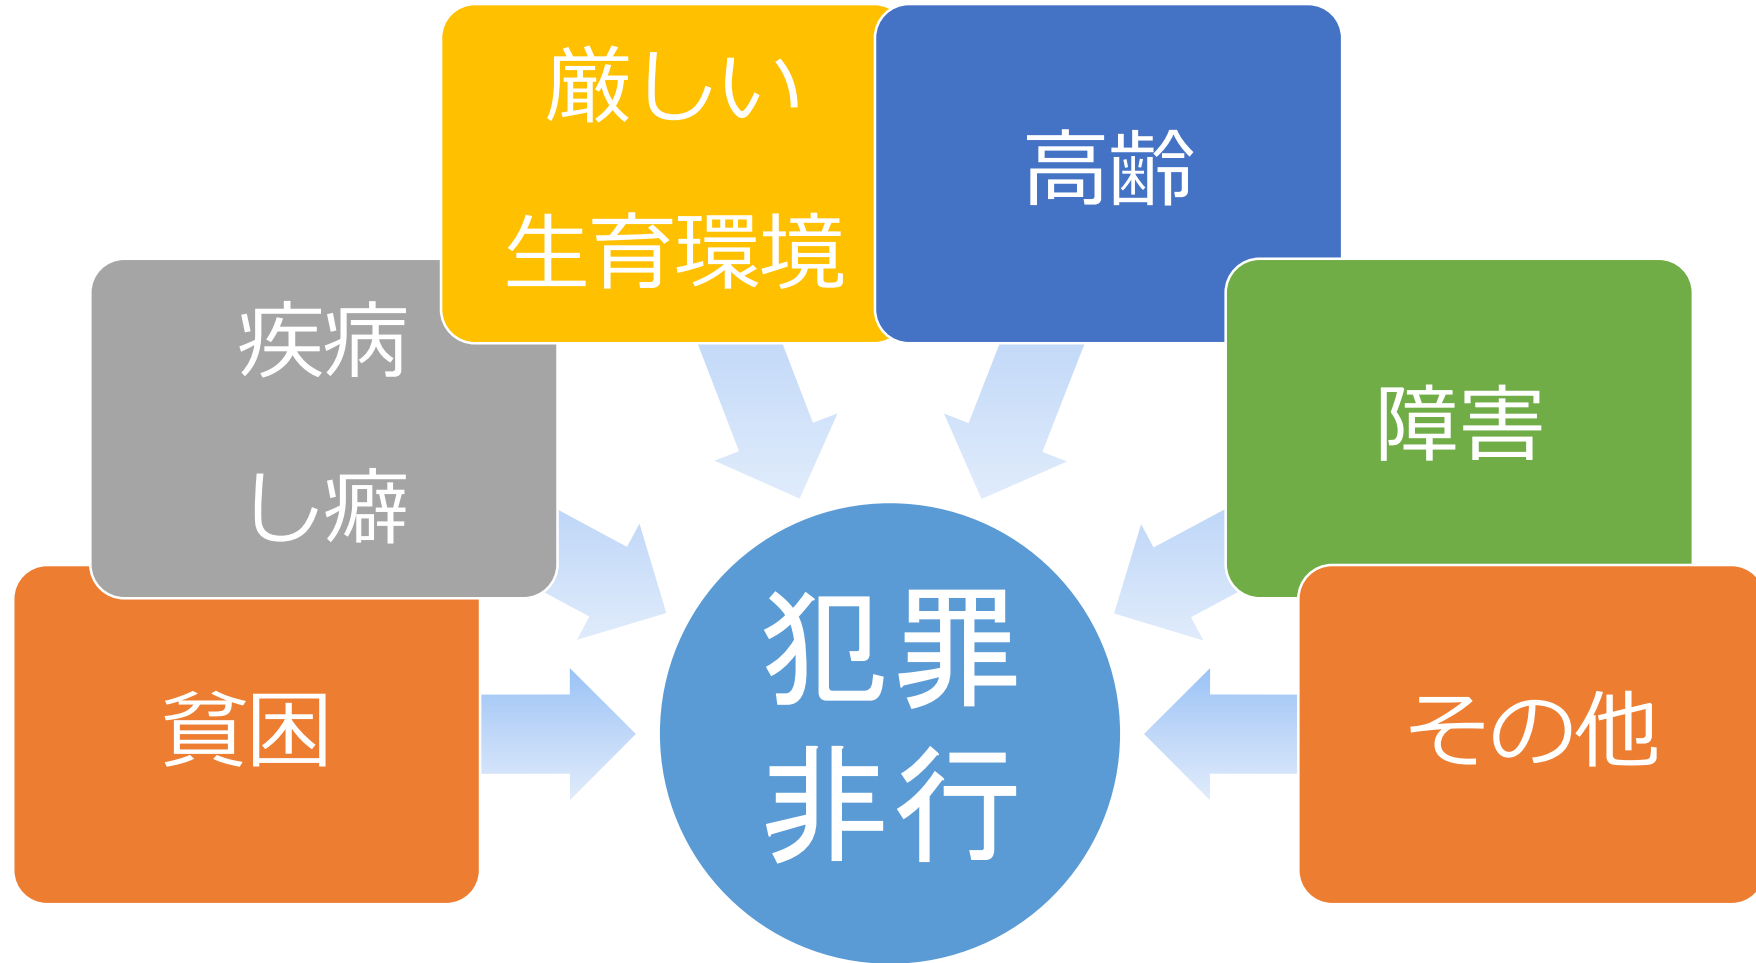 厳しい
生育環境
高齢
疾病
し癖
障害
貧困
犯罪
非行
その他